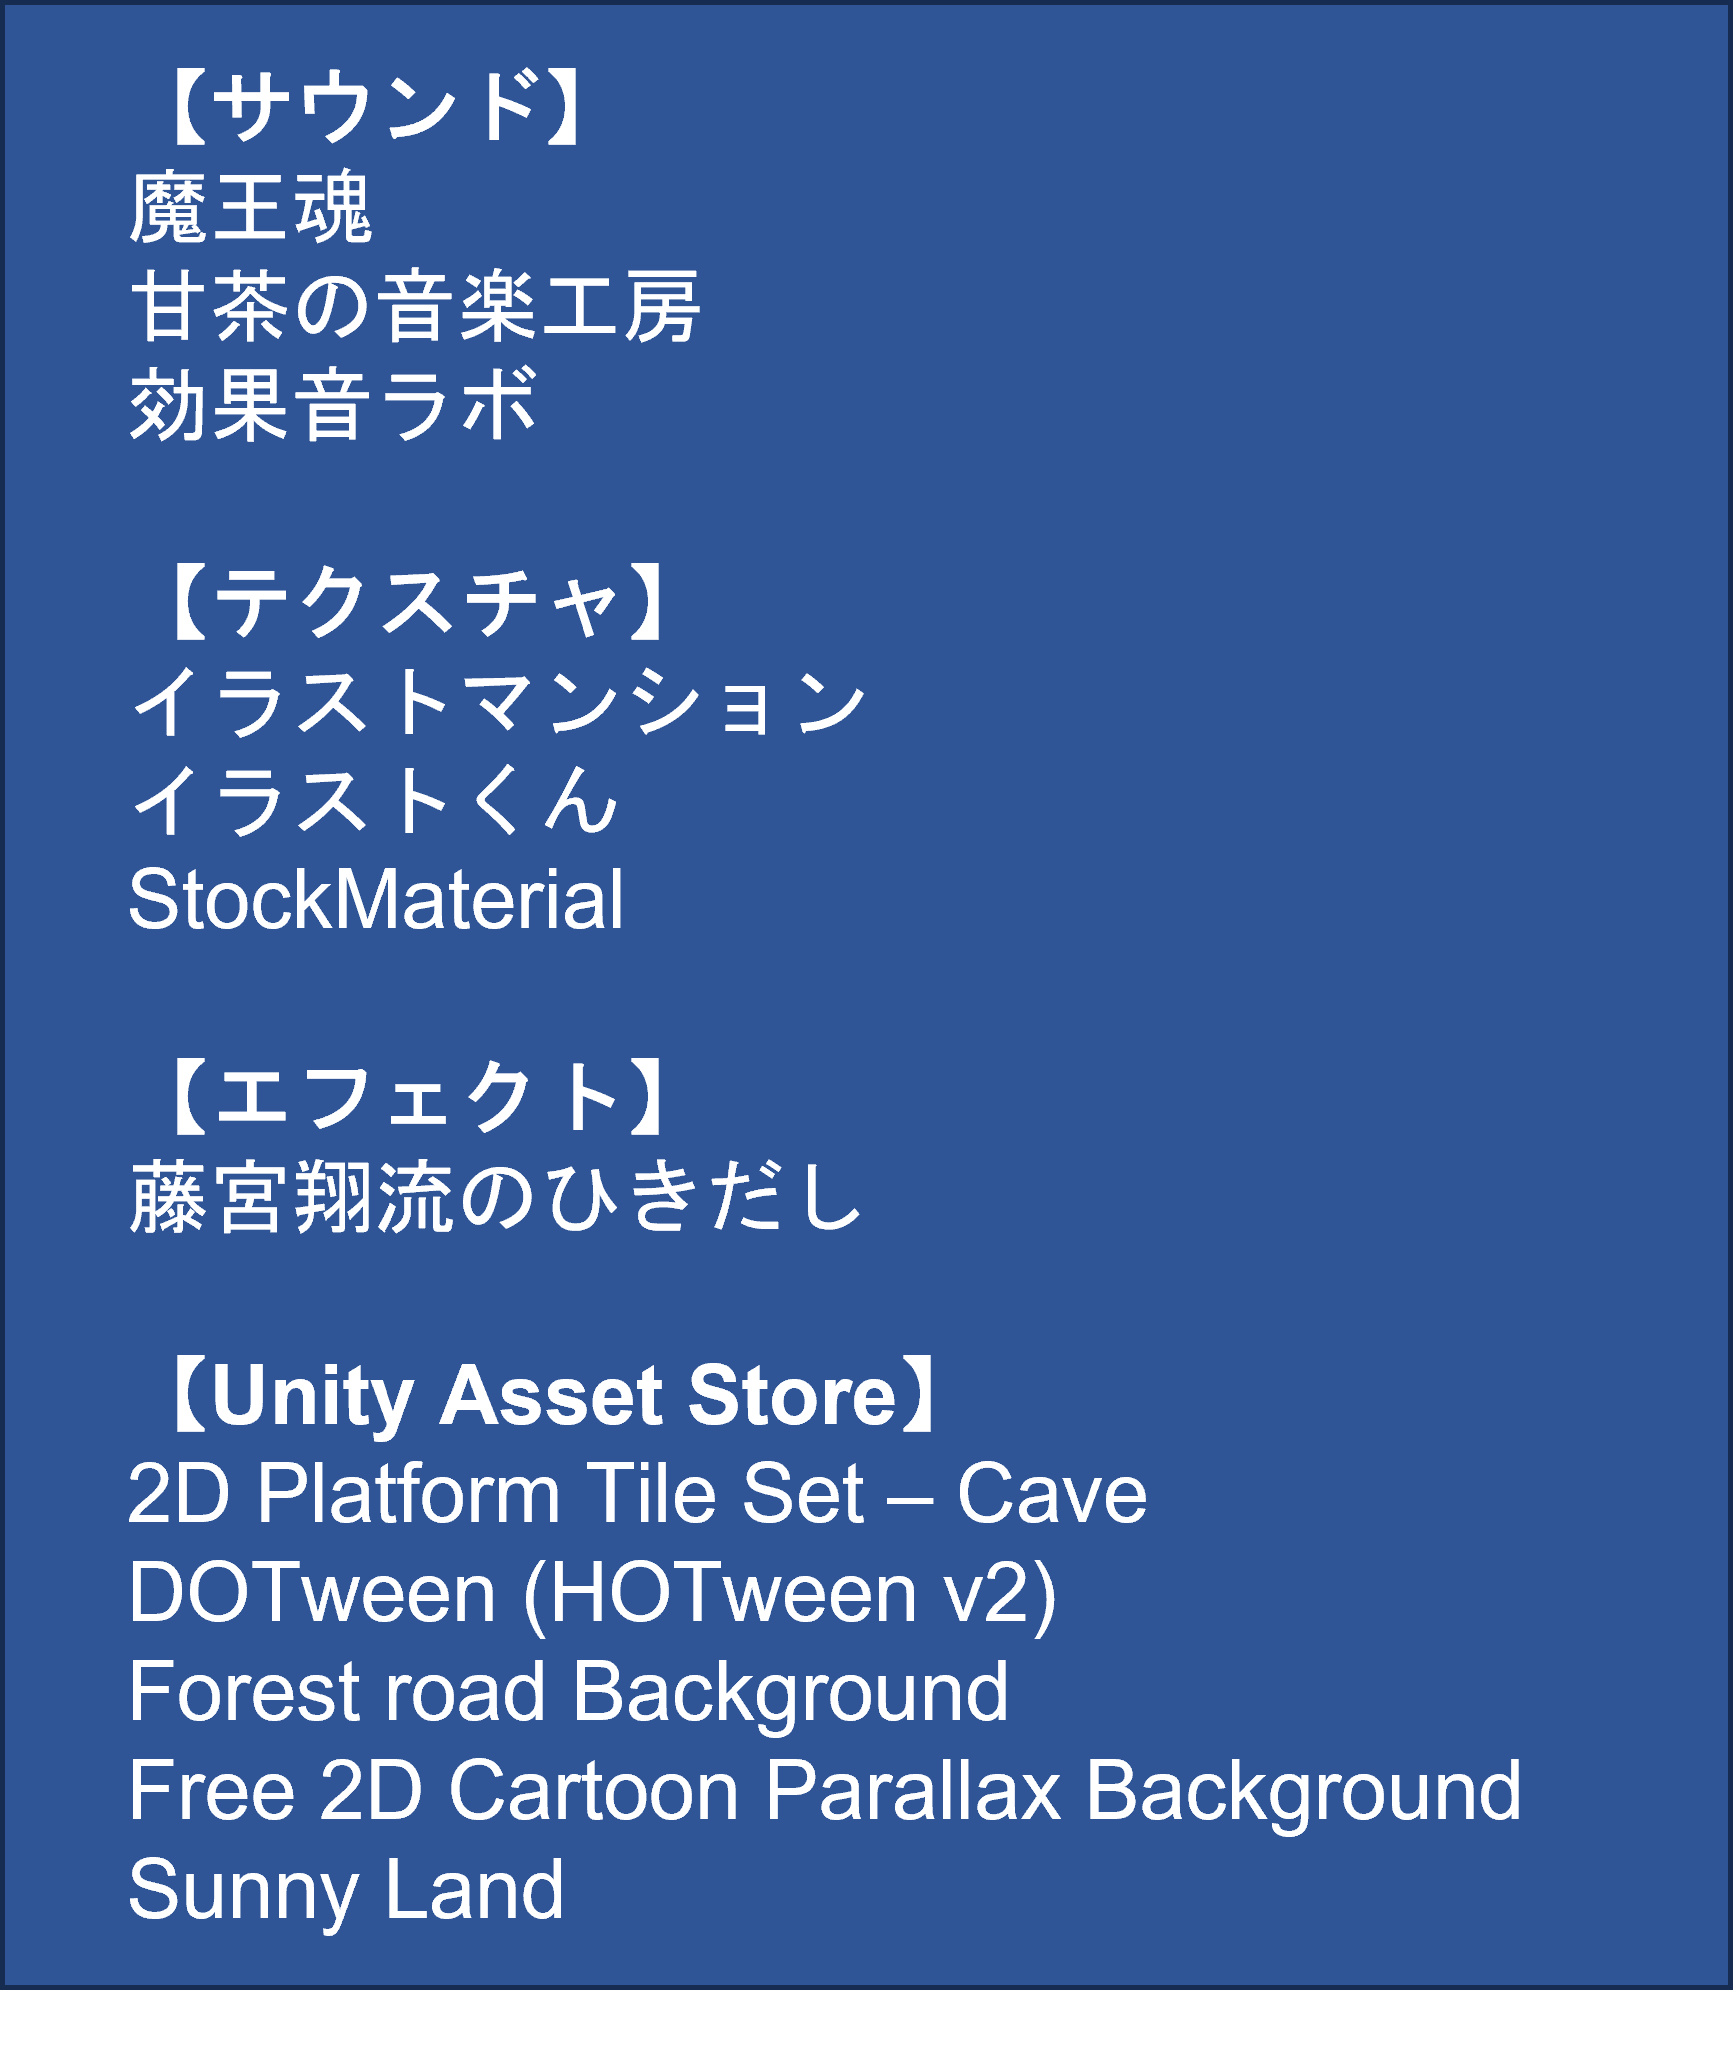 【サウンド】
魔王魂
甘茶の音楽工房
効果音ラボ
【テクスチャ】
イラストマンション
イラストくん
StockMaterial
【エフェクト】
藤宮翔流のひきだし
【Unity Asset Store】
2D Platform Tile Set – Cave
DOTween (HOTween v2)
Forest road Background
Free 2D Cartoon Parallax Background
Sunny Land